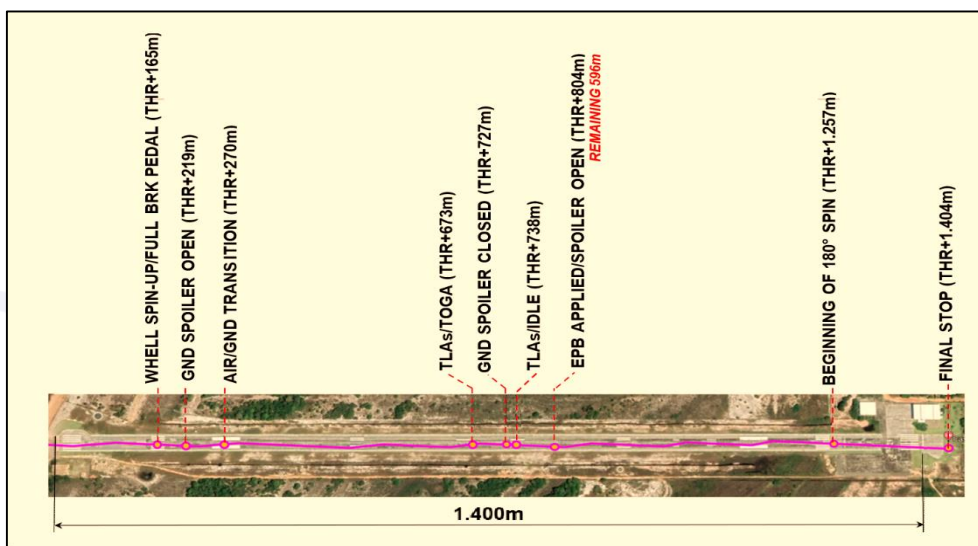 WHELL SPIN-UP/FULL BRK PEDAL (THR+165m)
GND SPOILER OPEN (THR+219m)
AIR/GND TRANSITION (THR+270m)
TLAs/TOGA (THR+673m)
GND SPOILER CLOSED (THR+727m)
TLAs/IDLE (THR+738m)
EPB APPLIED/SPOILER OPEN (THR+804m)
REMAINING 596m
BEGINNING OF 180° SPIN (THR+1.257m)
FINAL STOP (THR+1.404m)
1.400m